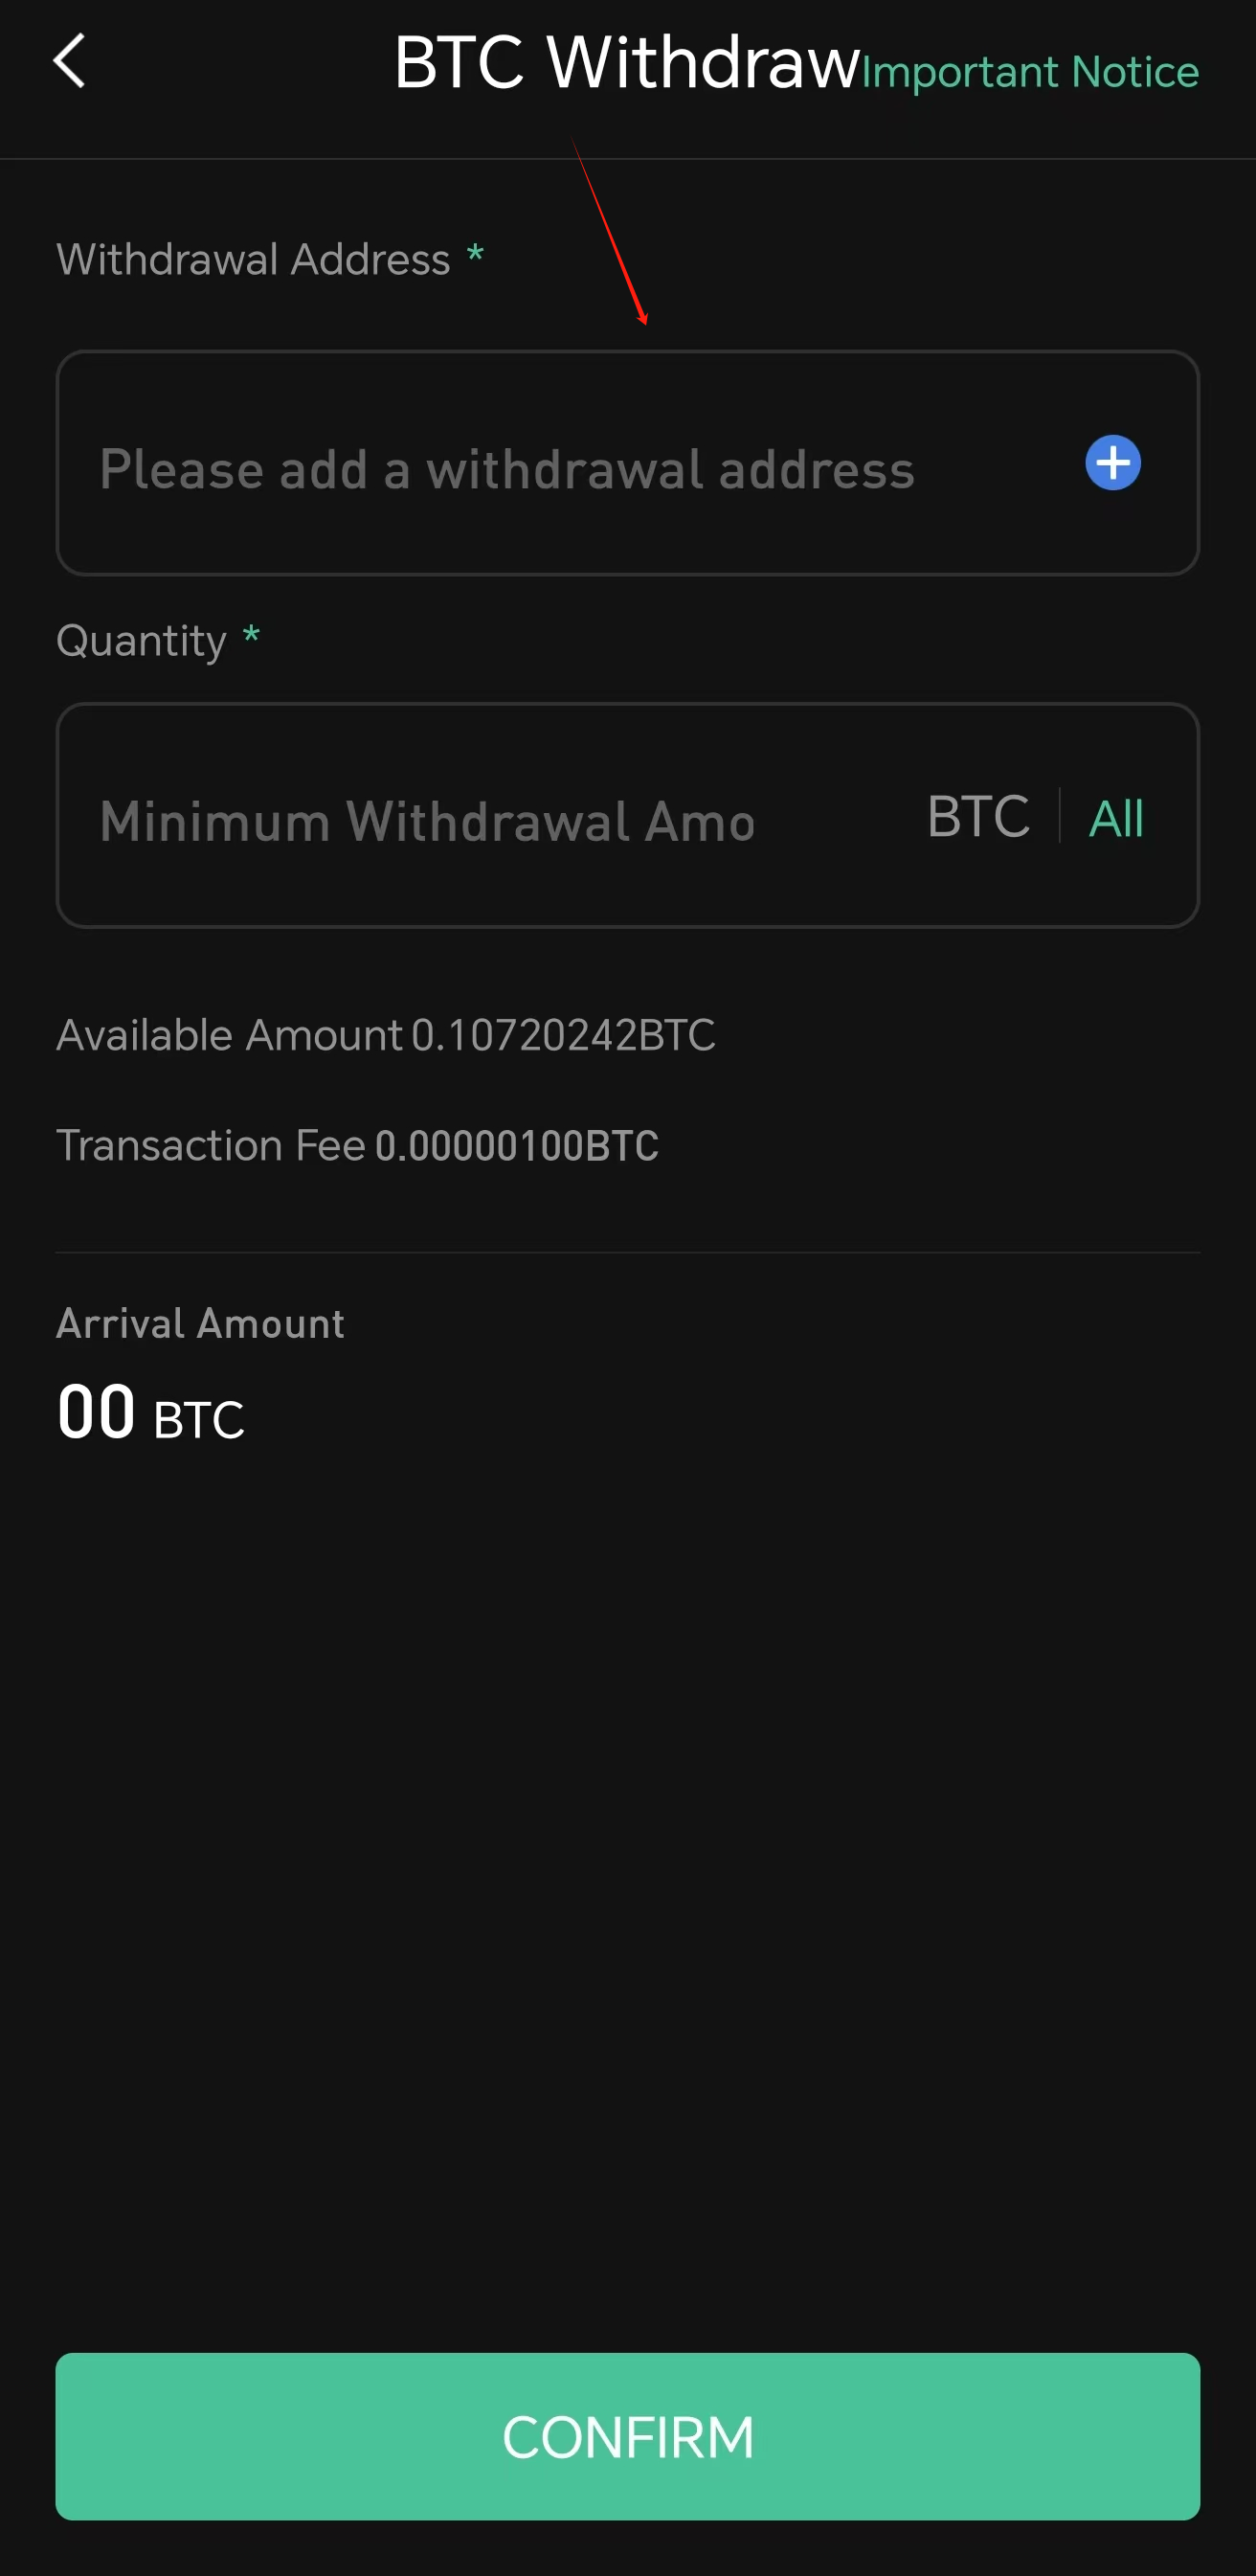 BTC Withdraw Important Notice
Withdrawal Address *
Please add a withdrawal address
Quantity *
Minimum Withdrawal Amo BTC All
Available Amount 0.10720242BTC
Transaction Fee 0.00000100BTC
Arrival Amount
00 BTC
CONFIRM